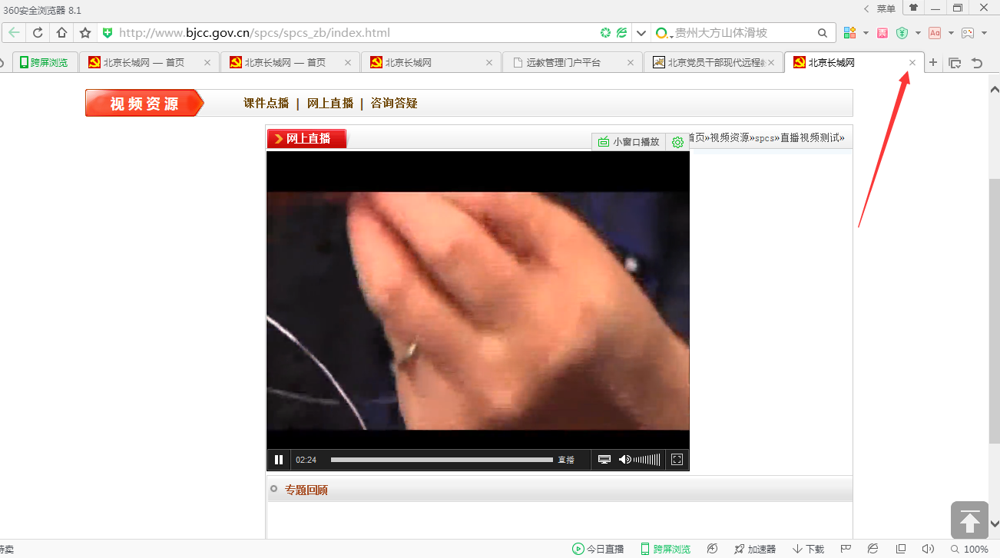 360安全浏览器 8.1
菜单
http://www.bjcc.gov.cn/spcs/spcs_zb/index.html
贵州大方山体滑坡
跨屏浏览
北京长城网 — 首页
北京长城网 — 首页
北京长城网
远教管理门户平台
北京党员干部现代远程
北京长城网
视频资源
课件点播 | 网上直播 | 咨询答疑
网上直播
小窗口播放
首页»视频资源»spcs»直播视频测试»
02:24
直播
专题回顾
特卖
今日直播
跨屏浏览
加速器
下载
100%